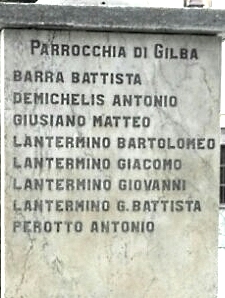 PARROCCHIA DI GILBA
BARRA BATTISTA
DEMICHELIS ANTONIO
GIUSIANO MATTEO
LANTERMINO BARTOLOMEO
LANTERMINO GIACOMO
LANTERMINO GIOVANNI
LANTERMINO G.BATTISTA
PEROTTO ANTONIO